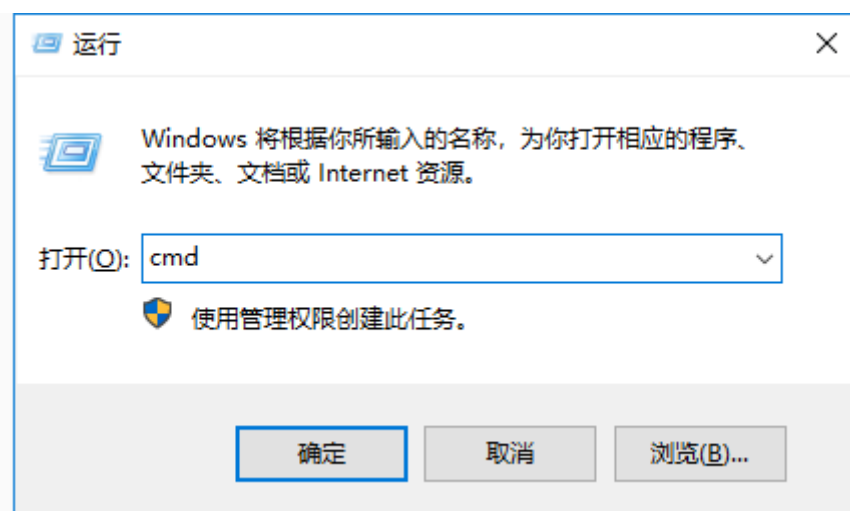 运行
Windows 将根据你所输入的名称，为你打开相应的程序、
文件夹、文档或 Internet 资源。
打开(O): cmd
使用管理权限创建此任务。
确定 取消 浏览(B)...